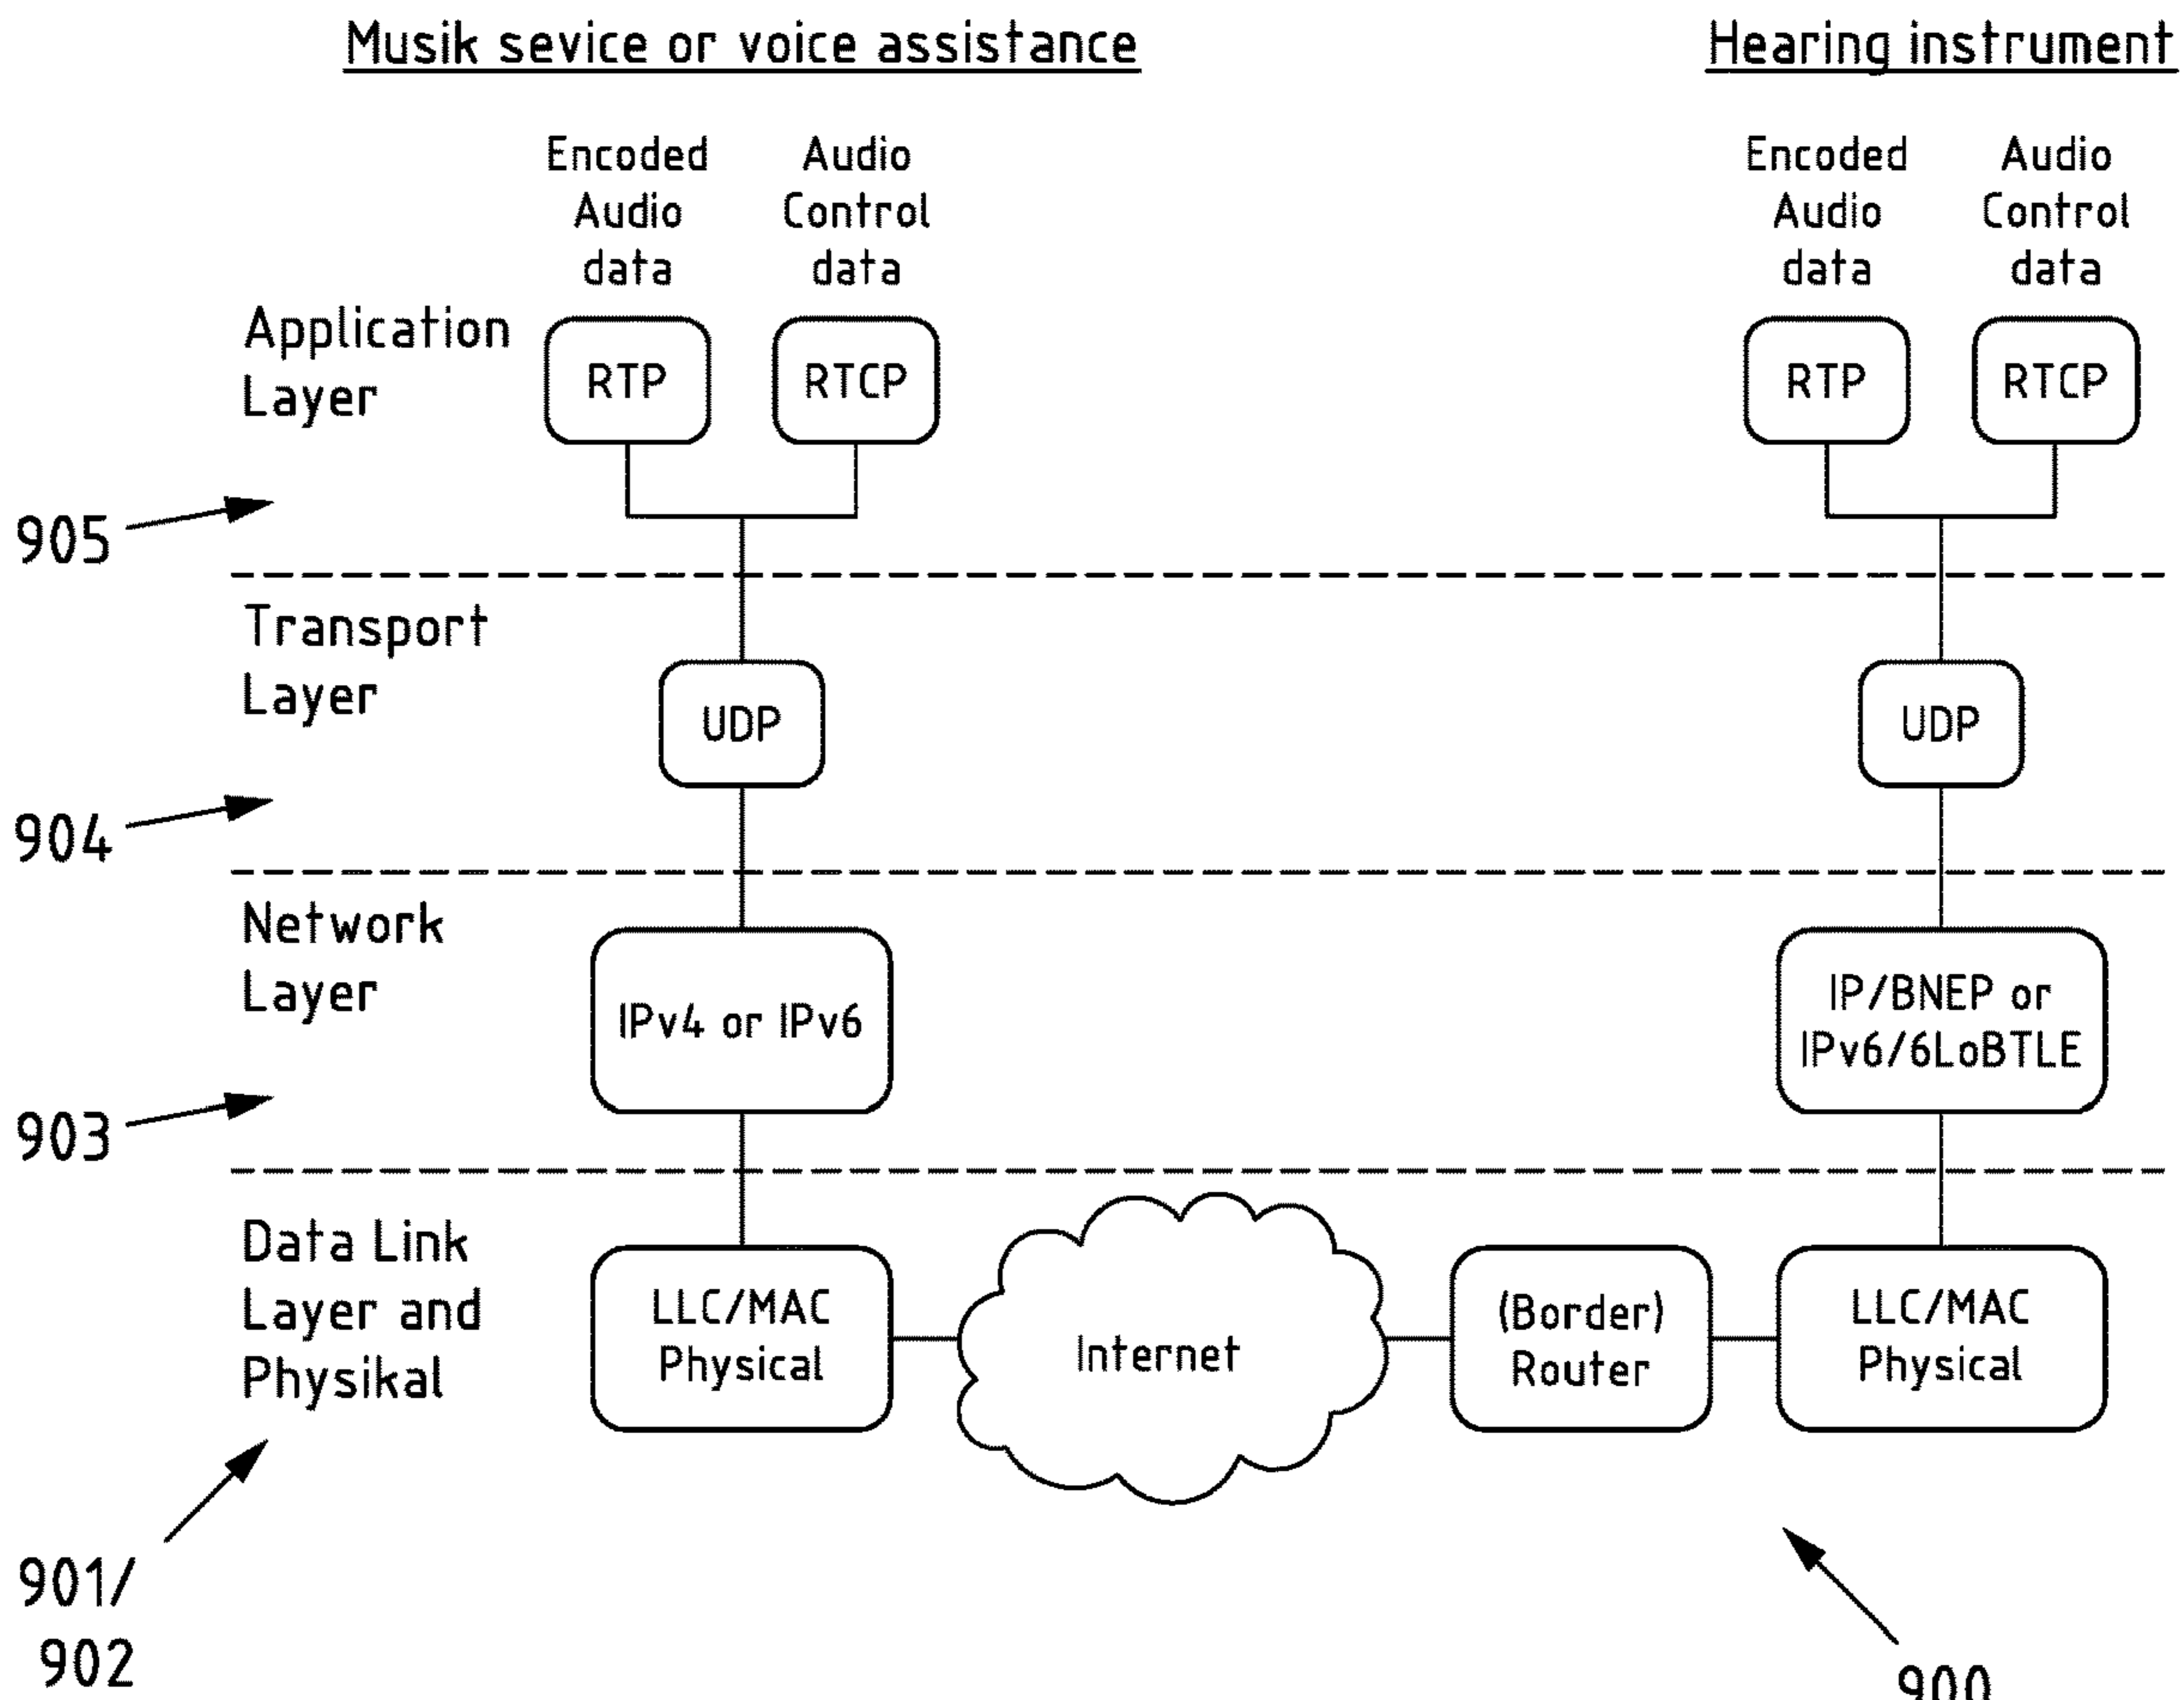 Musik sevice or voice assistance
Hearing instrument
Encoded
Audio
data
Audio
Control
data
Encoded
Audio
data
Audio
Control
data
Application
Layer
RTP
RTCP
RTP
RTCP
905
Transport
Layer
UDP
UDP
904
Network
Layer
IPv4 or IPv6
IP/BNEP or
IPv6/6LoBTLE
903
Data Link
Layer and
Physikal
LLC/MAC
Physical
Internet
(Border)
Router
LLC/MAC
Physical
901/
902
900